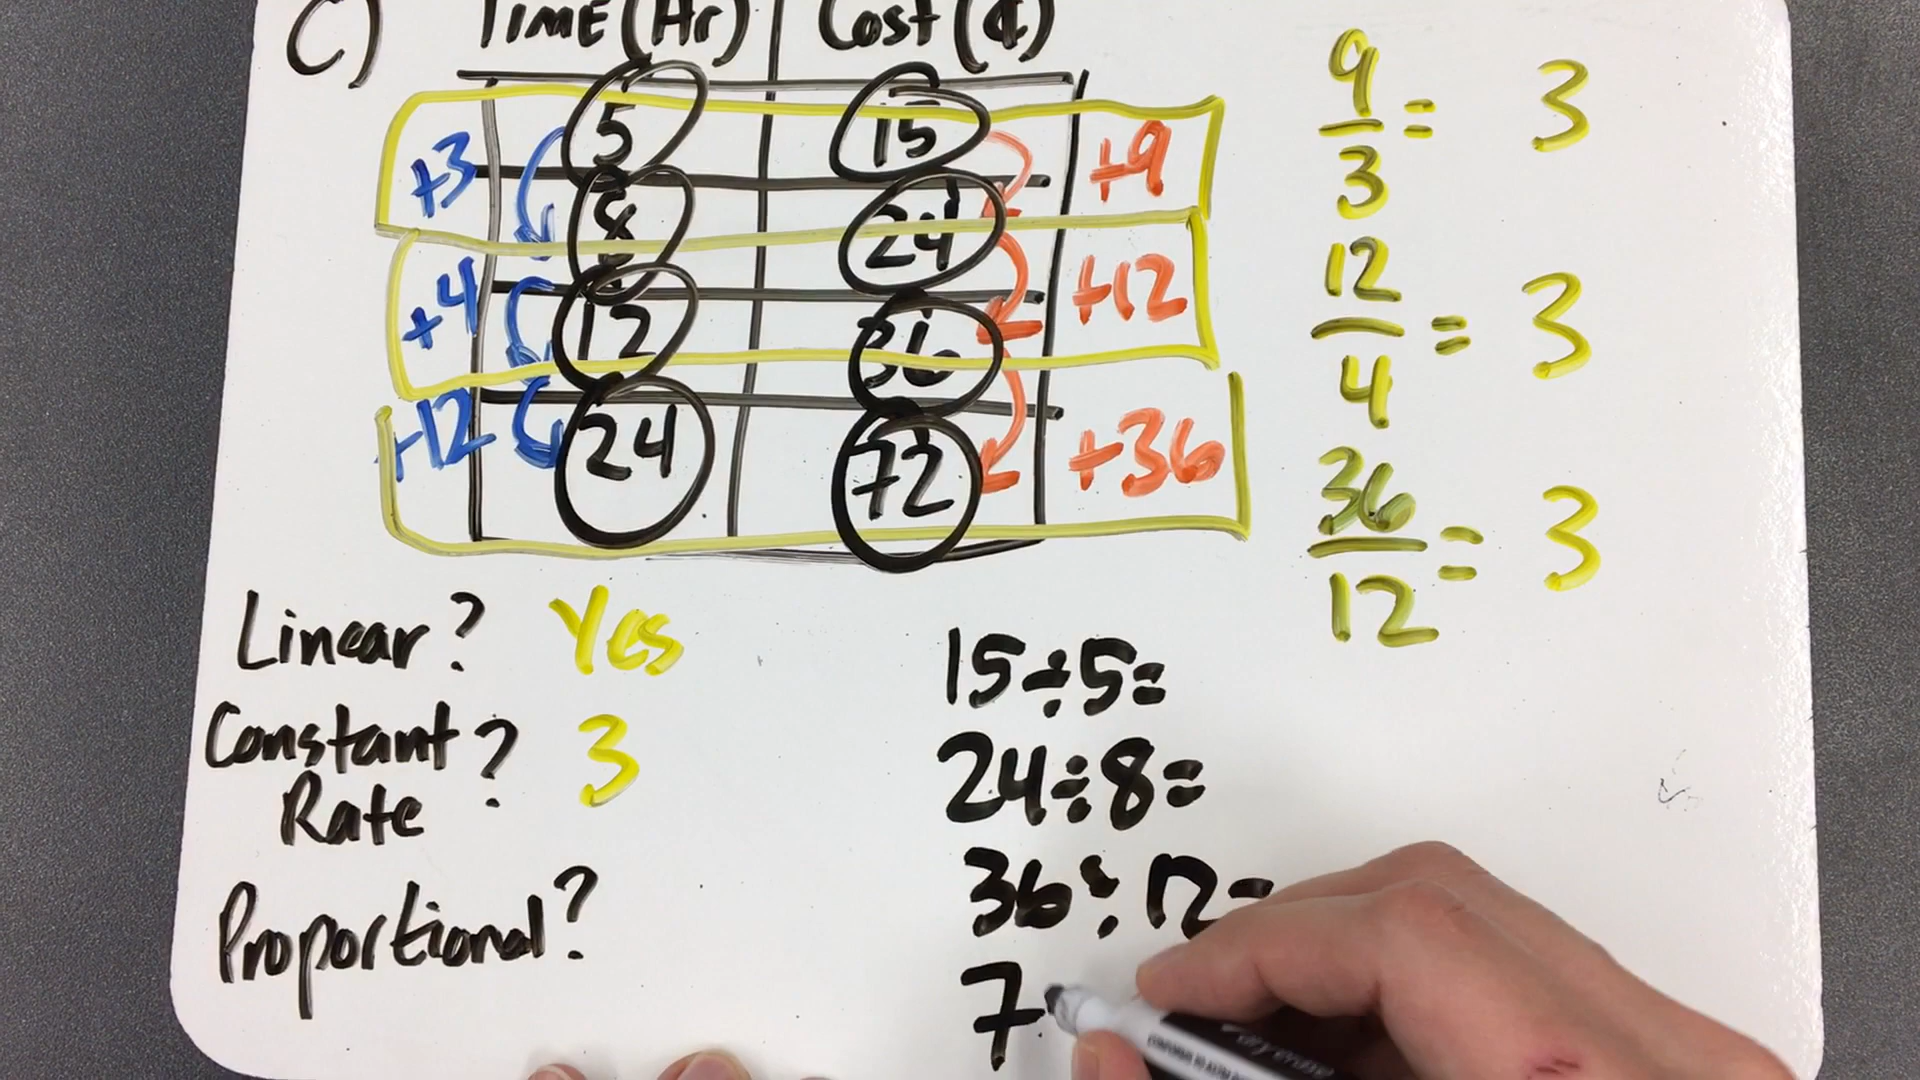 C) Time (Hr) Cost ($)
+3 5 15 +9
+4 8 24 +12
12 36
+12 24 72 +36
9/3 = 3
12/4 = 3
36/12 = 3
Linear? Yes
Constant Rate? 3
Proportional?
15÷5=
24÷8=
36÷12=
7